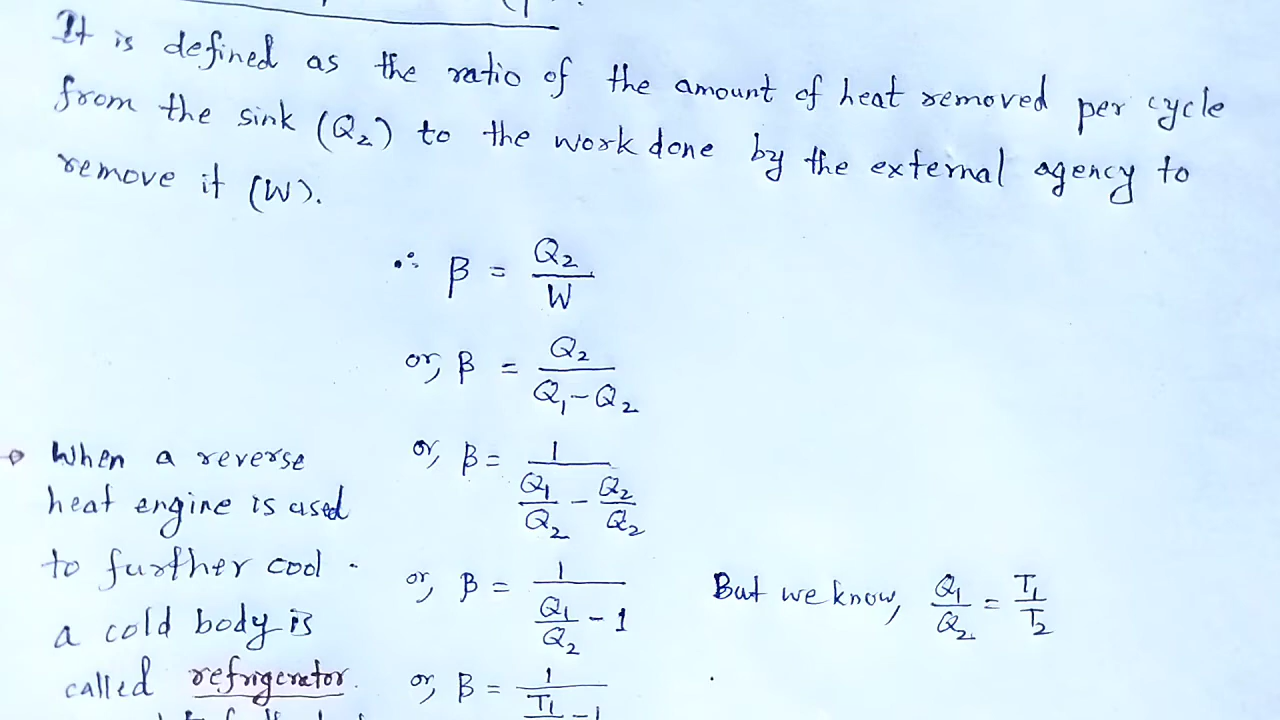 It is defined as the ratio of the amount of heat removed per cycle
from the sink (Q₂) to the work done by the external agency to
remove it (W).
∴ β = Q₂/W
or, β = Q₂/(Q₁-Q₂)
or, β = 1/(Q₁/Q₂ - Q₂/Q₂)
or, β = 1/(Q₁/Q₂ - 1)
But we know, Q₁/Q₂ = T₁/T₂
or, β = 1/(T₁/ -1
When a reverse
heat engine is used
to further cool
a cold body is
called refrigerator.